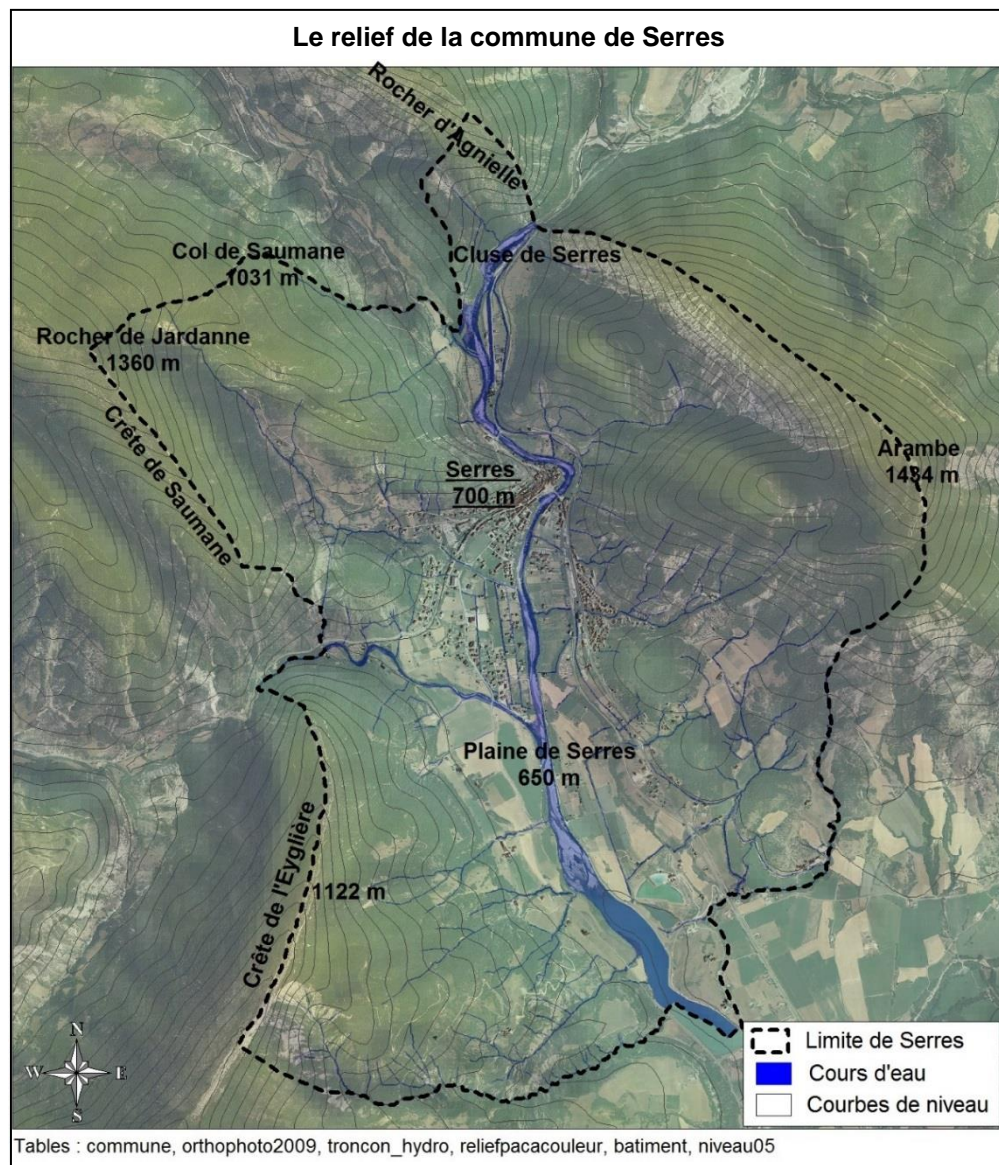 Le relief de la commune de Serres
Rocher d'Agnielle
Col de Saumane
1031 m
Cluse de Serres
Rocher de Jardanne
1360 m
Crête de Saumane
Arambe
1434 m
Serres
700 m
Plaine de Serres
650 m
Crête de l'Eyglière
1122 m
N
W
E
S
Limite de Serres
Cours d'eau
Courbes de niveau
Tables : commune, orthophoto2009, troncon_hydro, reliefpacacouleur, batiment, niveau05